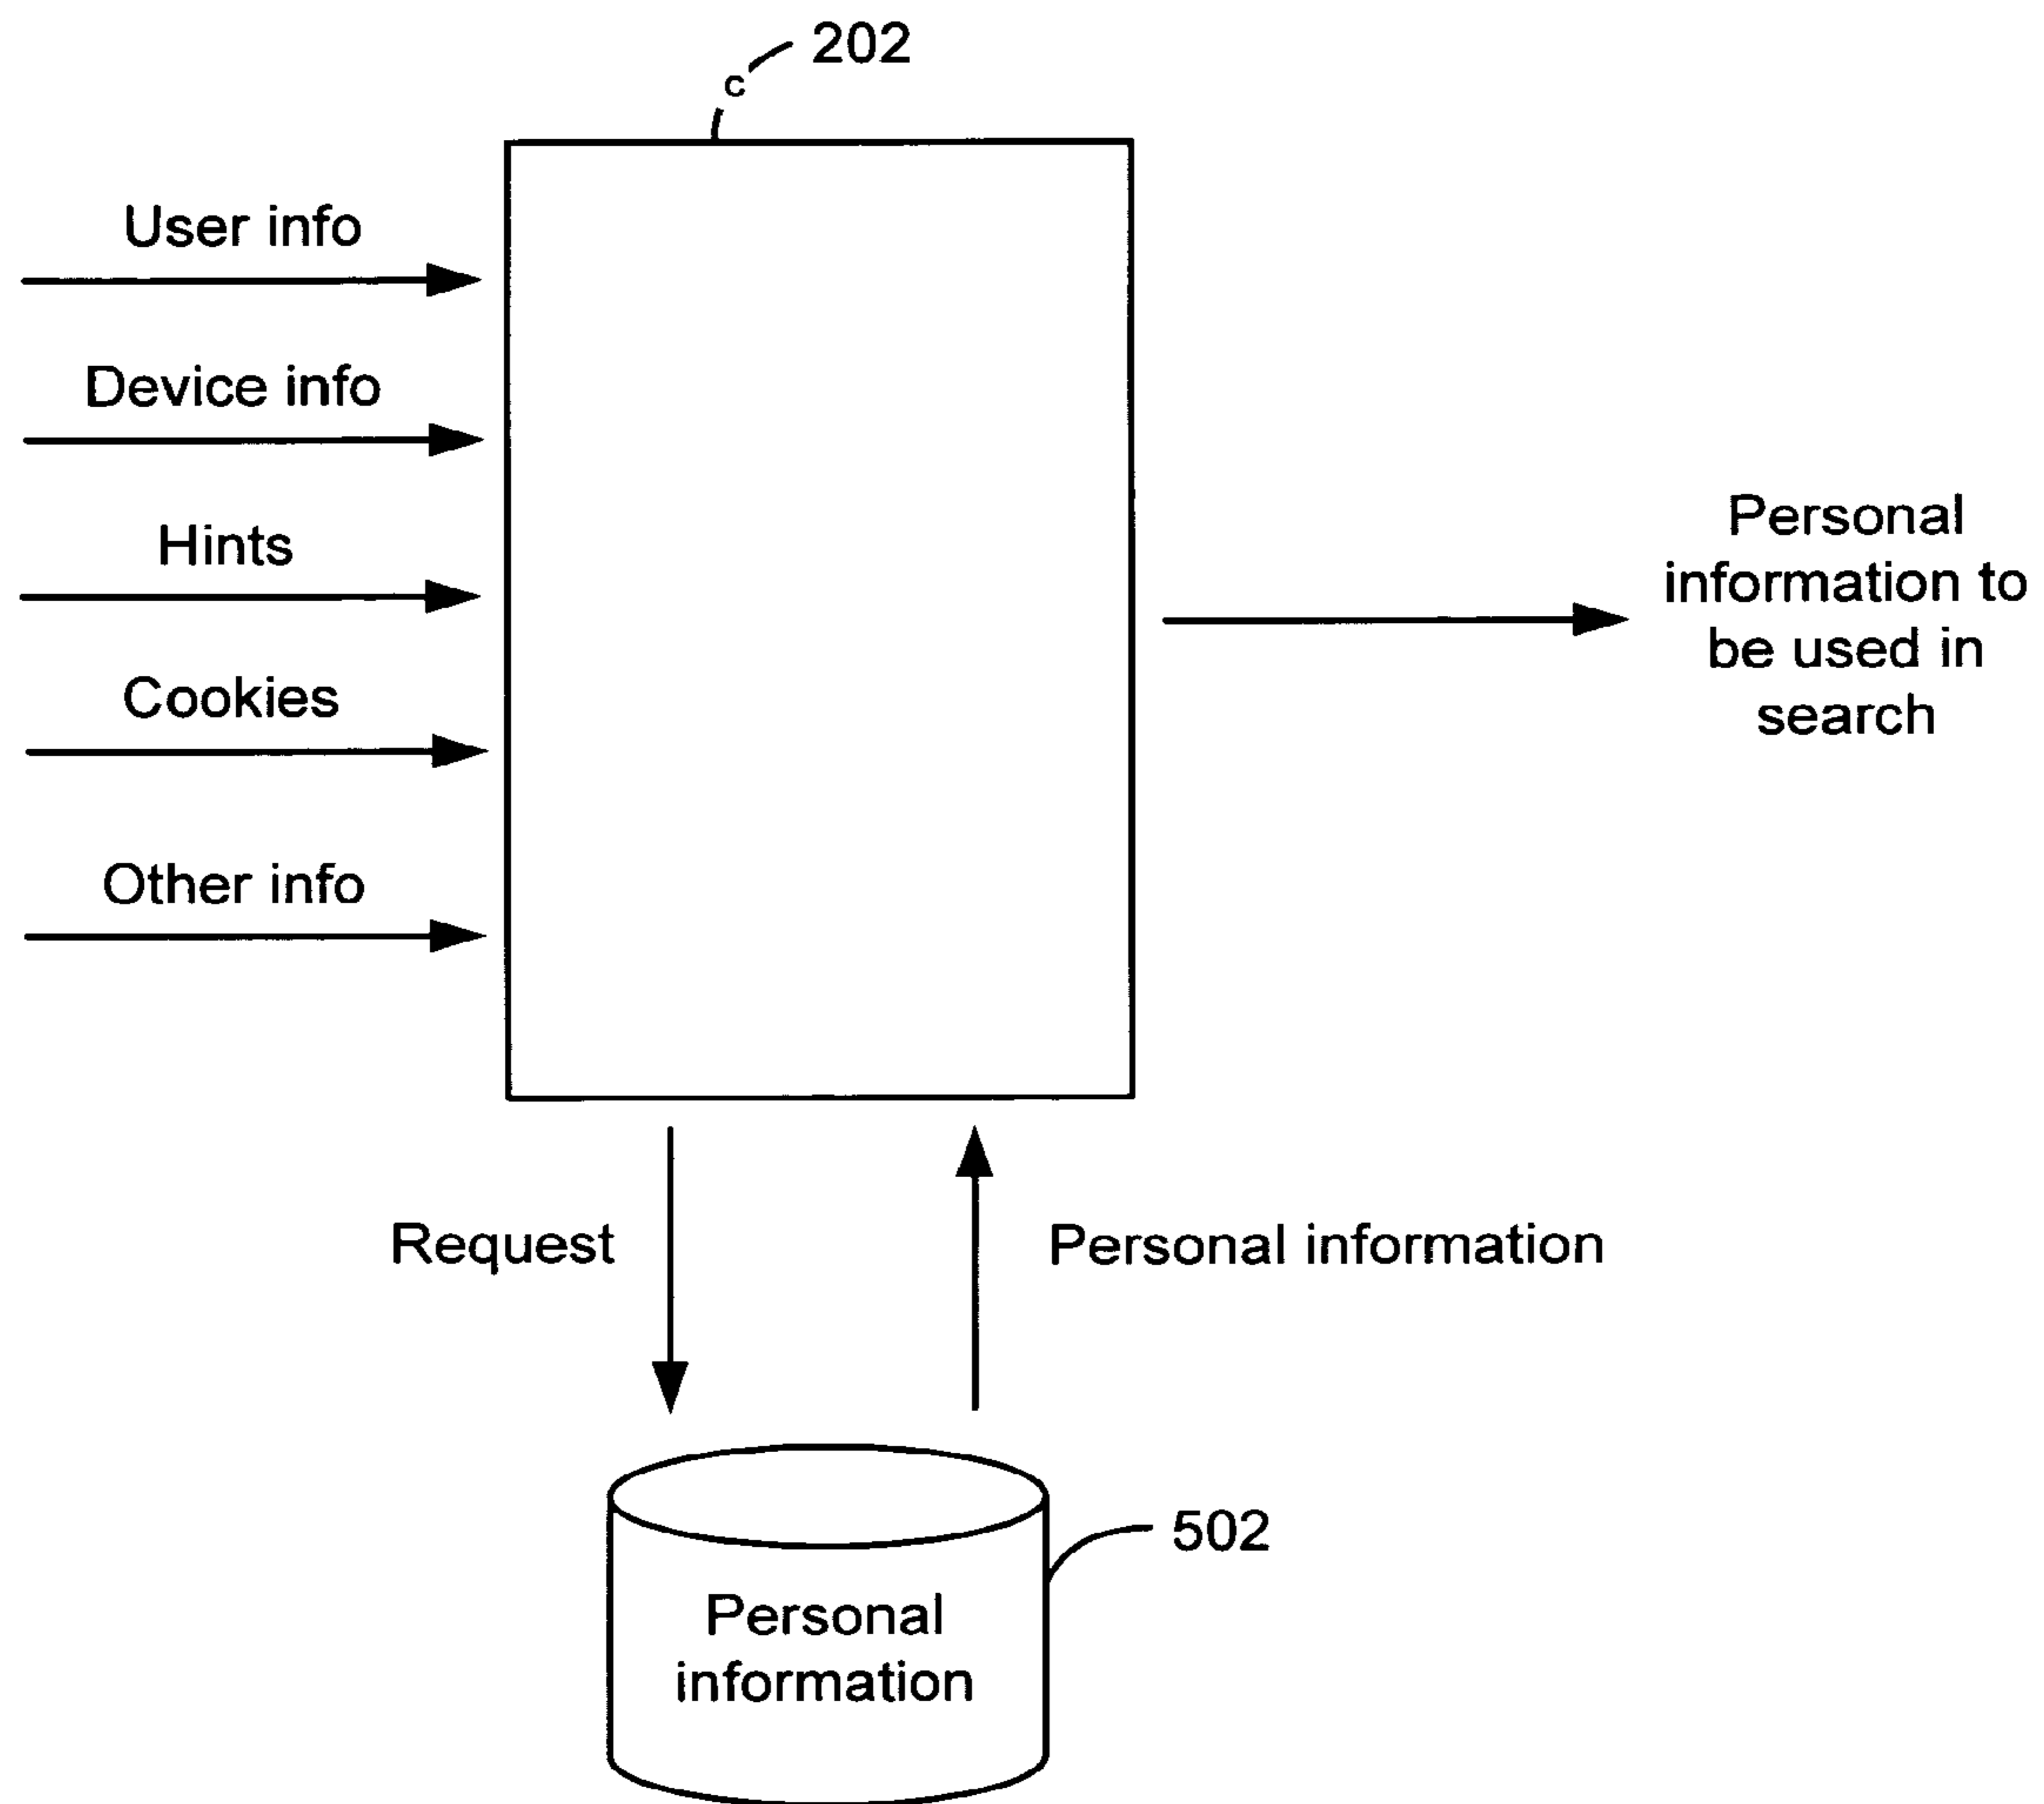 202
c
User info
Device info
Hints
Cookies
Other info
Personal
information to
be used in
search
Request
Personal information
502
Personal
information